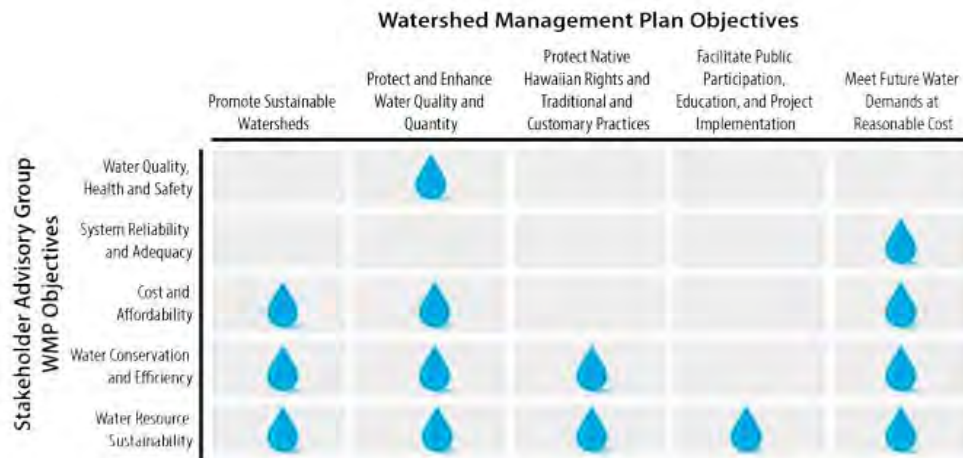 Watershed Management Plan Objectives
Promote Sustainable
Watersheds
Protect and Enhance
Water Quality and
Quantity
Protect Native
Hawaiian Rights and
Traditional and
Customary Practices
Facilitate Public
Participation,
Education, and Project
Implementation
Meet Future Water
Demands at
Reasonable Cost
Stakeholder Advisory Group
WMP Objectives
Water Quality,
Health and Safety
System Reliability
and Adequacy
Cost and
Affordability
Water Conservation
and Efficiency
Water Resource
Sustainability